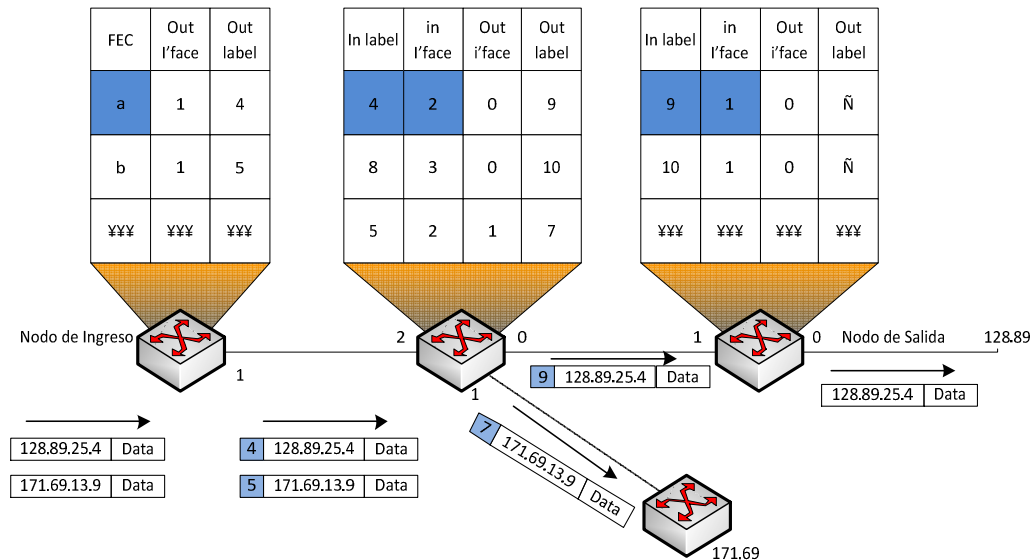 FEC Out I’face Out label
a 1 4
b 1 5
¥¥¥ ¥¥¥ ¥¥¥
In label in I’face Out i’face Out label
4 2 0 9
8 3 0 10
5 2 1 7
In label in I’face Out i’face Out label
9 1 0 Ñ
10 1 0 Ñ
¥¥¥ ¥¥¥ ¥¥¥ ¥¥¥
Nodo de Ingreso
1
2
0
1
1
0
Nodo de Salida
128.89
9 128.89.25.4 Data
128.89.25.4 Data
128.89.25.4 Data
171.69.13.9 Data
4 128.89.25.4 Data
5 171.69.13.9 Data
7 171.69.13.9 Data
171.69